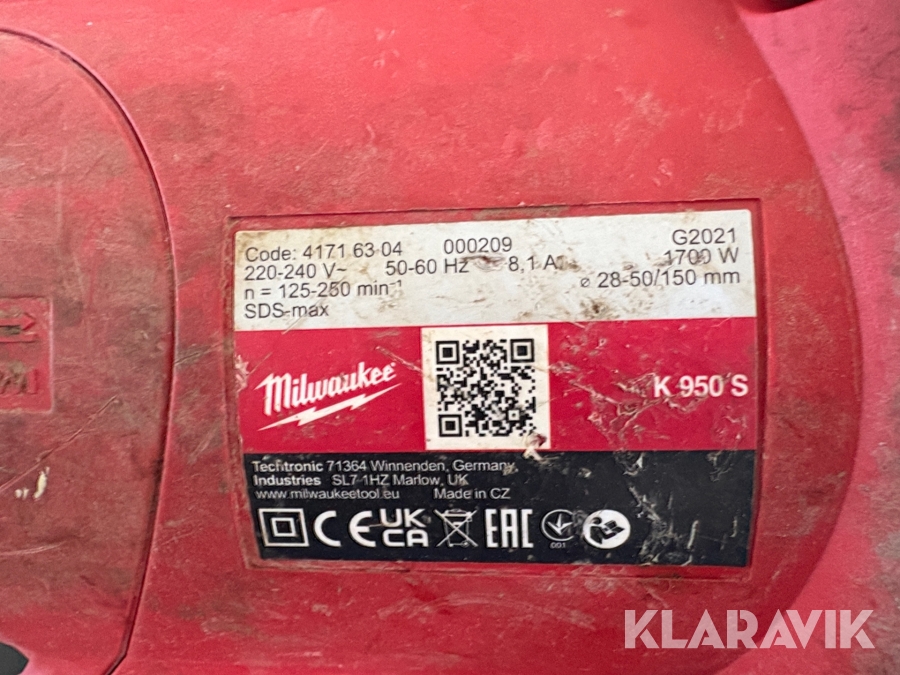 Code: 4171 63 04 000209 G2021
220-240 V~ 50-60 Hz 8,1 A 1700 W
n = 125-250 min⁻¹ ø 28-50/150 mm
SDS-max
Milwaukee
K 950 S
Techtronic 71364 Winnenden, Germany,
Industries SL7 1HZ Marlow, UK
www.milwaukeetool.eu Made in CZ
CE UK CA EAC 001
KLARAVIK